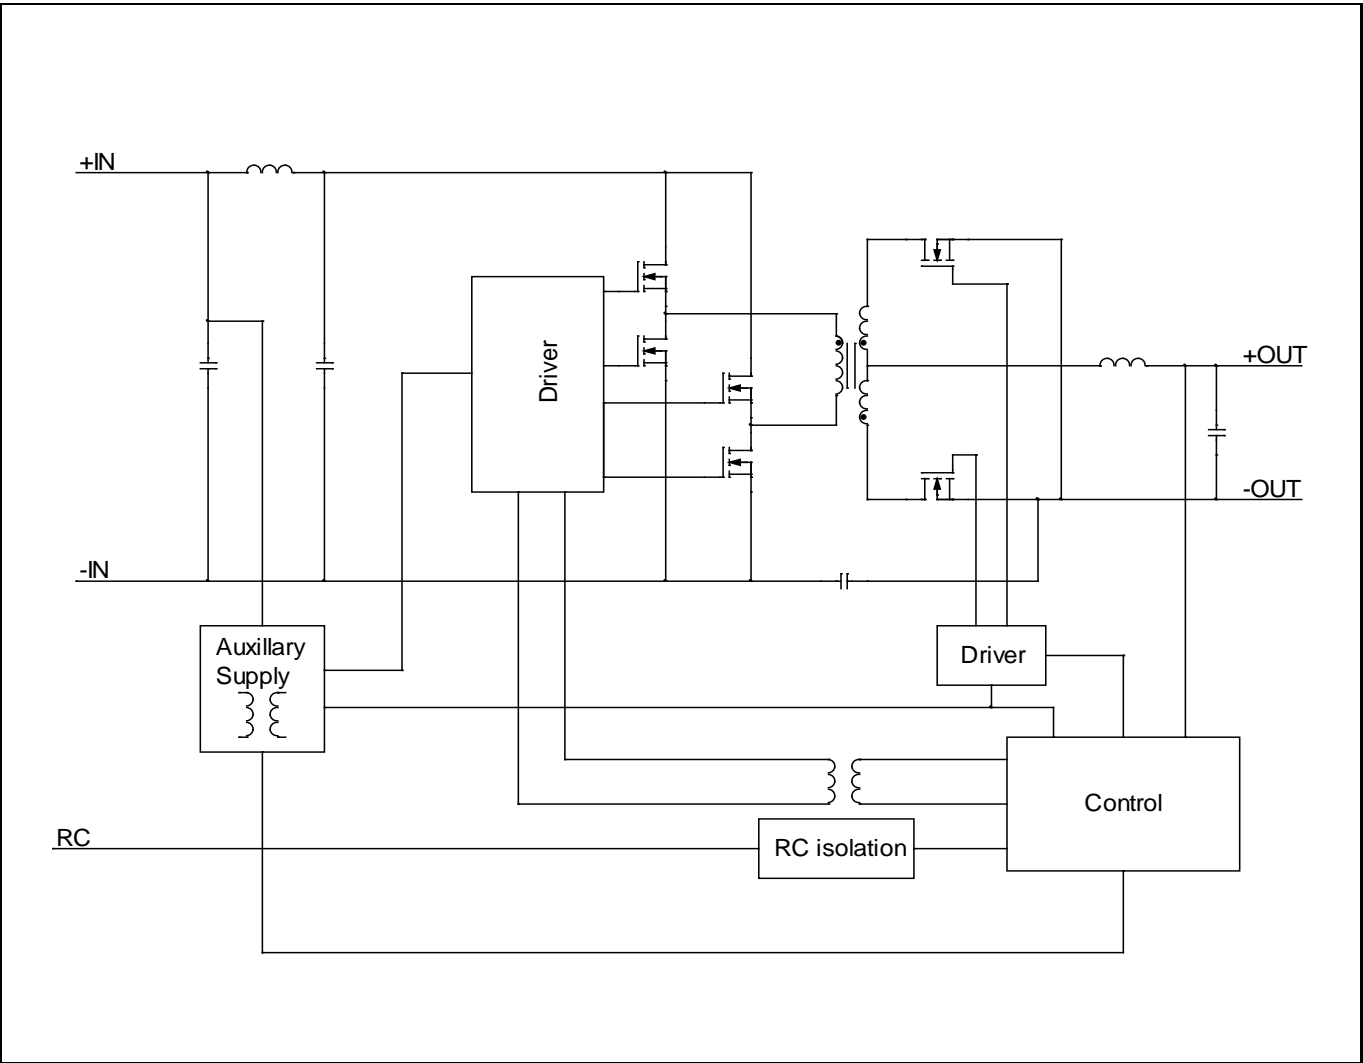 +IN
Driver
+OUT
-OUT
-IN
Auxillary
Supply
Driver
Control
RC
RC isolation